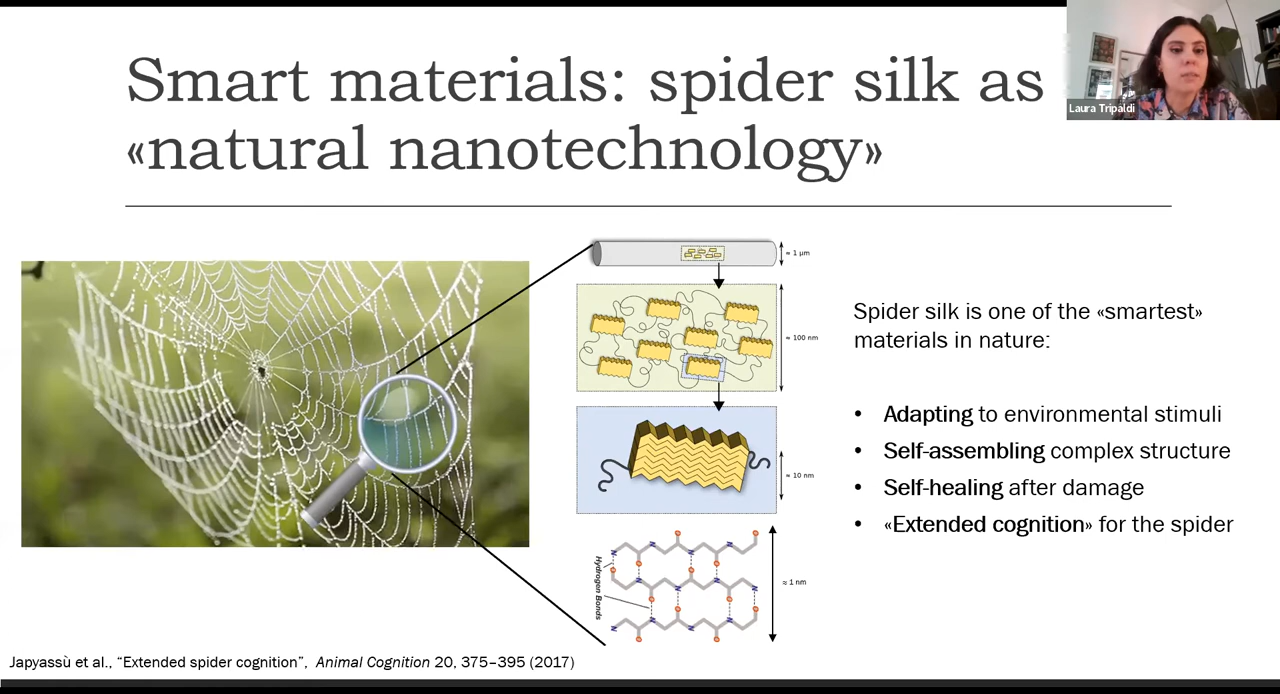 Smart materials: spider silk as
«natural nanotechnology»
Laura Tripaldi
≈ 1 µm
≈ 100 nm
≈ 10 nm
≈ 1 nm
Hydrogen Bonds
N
O
Spider silk is one of the «smartest»
materials in nature:
• Adapting to environmental stimuli
• Self-assembling complex structure
• Self-healing after damage
• «Extended cognition» for the spider
Japyassù et al., “Extended spider cognition”, Animal Cognition 20, 375–395 (2017)